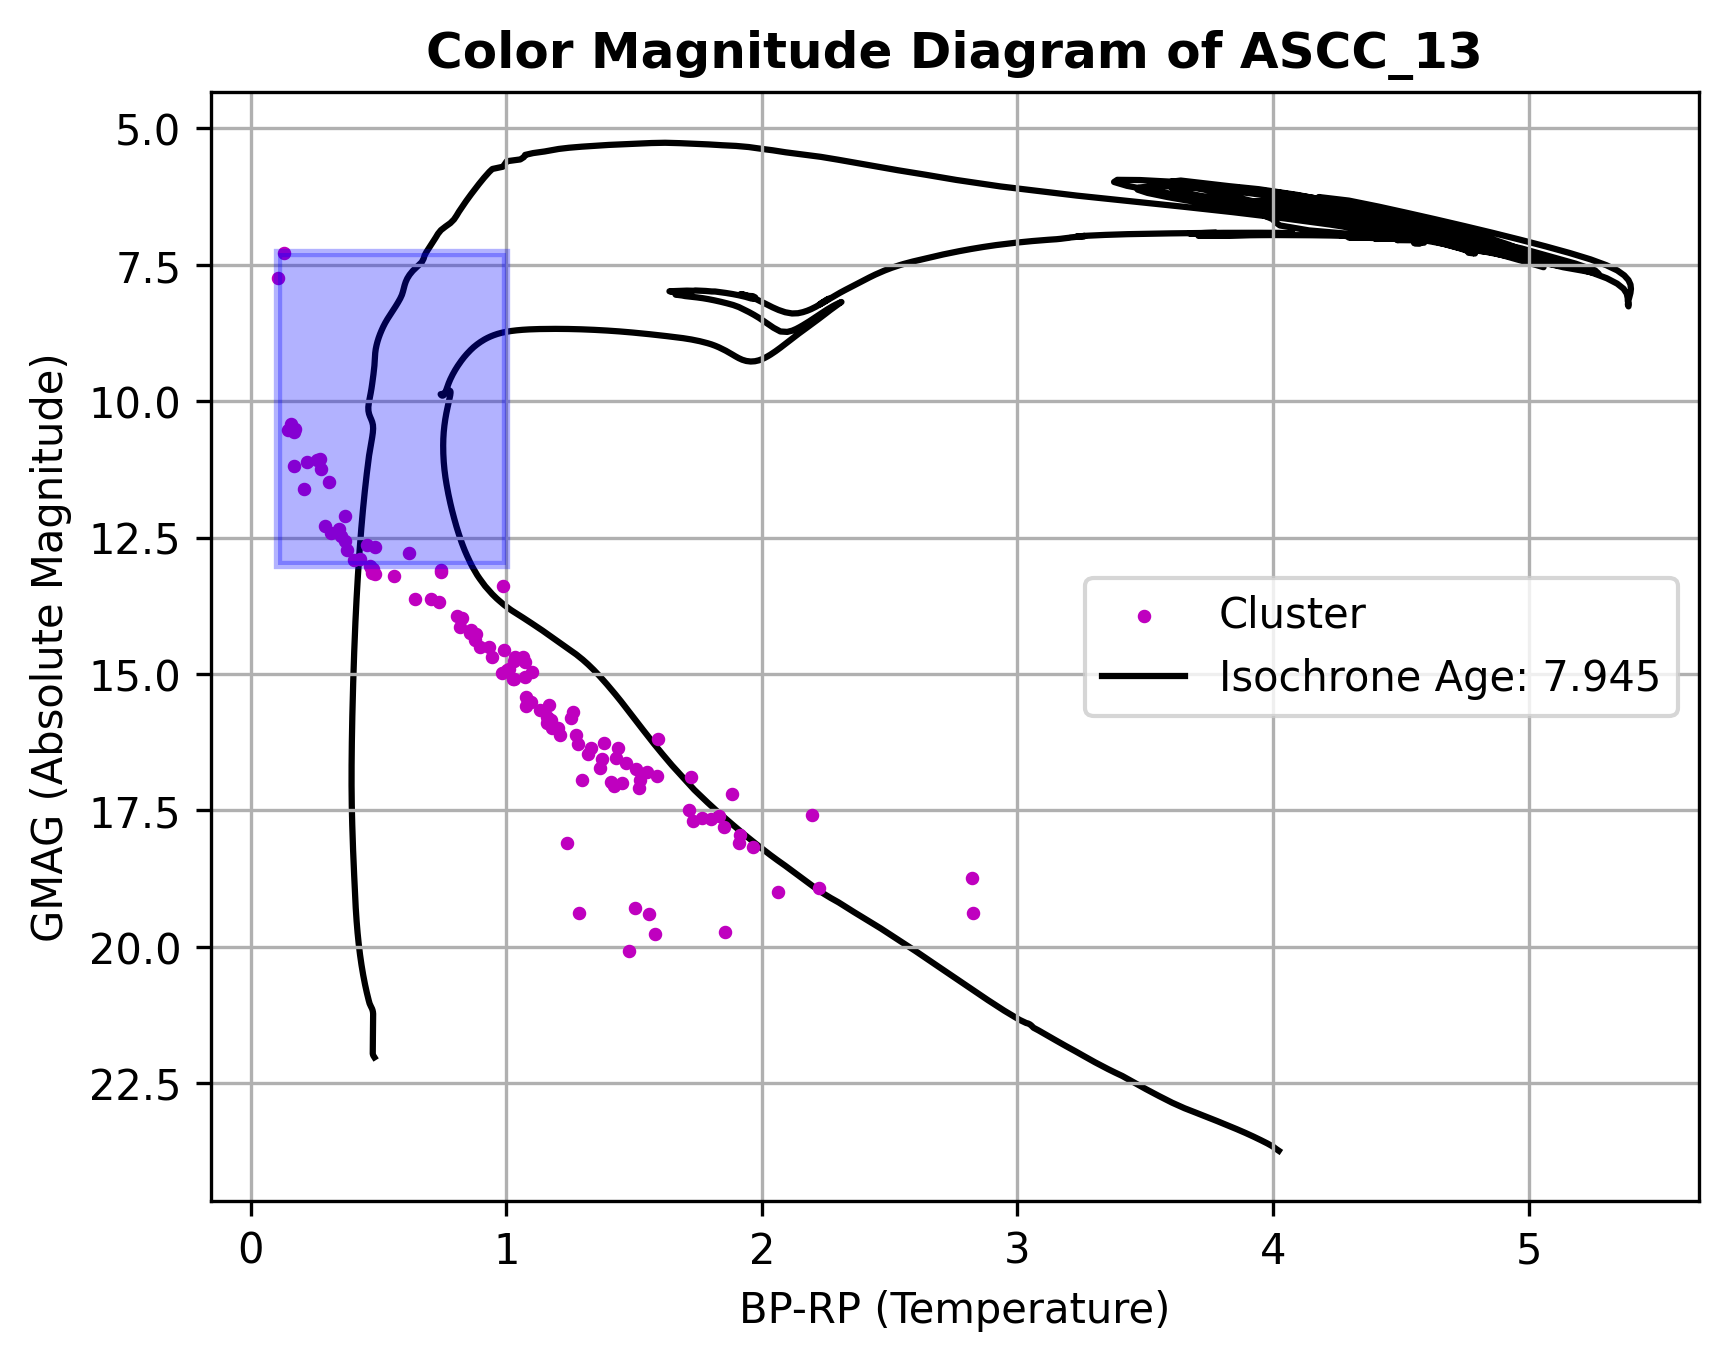 Color Magnitude Diagram of ASCC_13
GMAG (Absolute Magnitude)
5.0
7.5
10.0
12.5
15.0
17.5
20.0
22.5
Cluster
Isochrone Age: 7.945
0 1 2 3 4 5
BP-RP (Temperature)